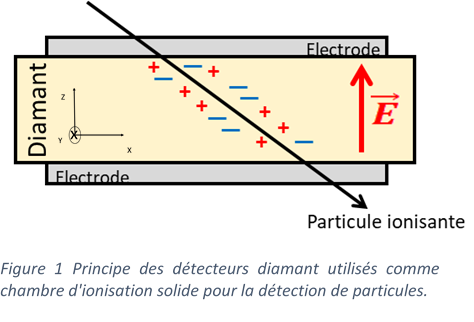 Electrode
Diamant
Z
E
Y
X
X
Electrode
Particule ionisante
Figure 1 Principe des détecteurs diamant utilisés comme
chambre d'ionisation solide pour la détection de particules.